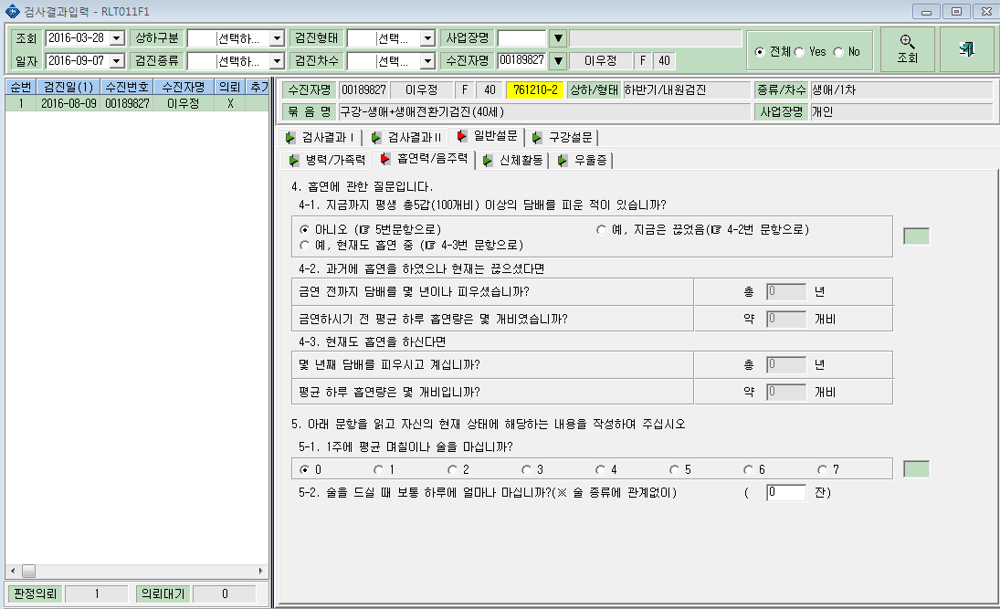 검사결과입력 - RLT011F1
조회 2016-03-28 상하구분 선택하... 검진형태 선택... 사업장명
전체 Yes No
조회
일자 2016-09-07 검진종류 선택하... 검진차수 선택... 수진자명 00189827 이우정 F 40
순번 검진일(1) 수진번호 수진자명 의뢰 추가
1 2016-08-09 00189827 이우정 X
수진자명 00189827 이우정 F 40 761210-2 상하/형태 하반기/내원검진 종류/차수 생애/1차
묶 음 명 구강-생애+생애전환기검진(40세) 사업장명 개인
검사결과Ⅰ 검사결과Ⅱ 일반설문 구강설문
병력/가족력 흡연력/음주력 신체활동 우울증
4. 흡연에 관한 질문입니다.
4-1. 지금까지 평생 총5갑(100개비) 이상의 담배를 피운 적이 있습니까?
아니오 (☞ 5번문항으로) 예, 지금은 끊었음(☞ 4-2번 문항으로)
예, 현재도 흡연 중 (☞ 4-3번 문항으로)
4-2. 과거에 흡연을 하였으나 현재는 끊으셨다면
금연 전까지 담배를 몇 년이나 피우셨습니까? 총 0 년
금연하시기 전 평균 하루 흡연량은 몇 개비였습니까? 약 0 개비
4-3. 현재도 흡연을 하신다면
몇 년째 담배를 피우시고 계십니까? 총 0 년
평균 하루 흡연량은 몇 개비입니까? 약 0 개비
5. 아래 문항을 읽고 자신의 현재 상태에 해당하는 내용을 작성하여 주십시오
5-1. 1주에 평균 며칠이나 술을 마십니까?
0 1 2 3 4 5 6 7
5-2. 술을 드실 때 보통 하루에 얼마나 마십니까?(※ 술 종류에 관계없이) ( 0 잔)
판정의뢰 1 의뢰대기 0